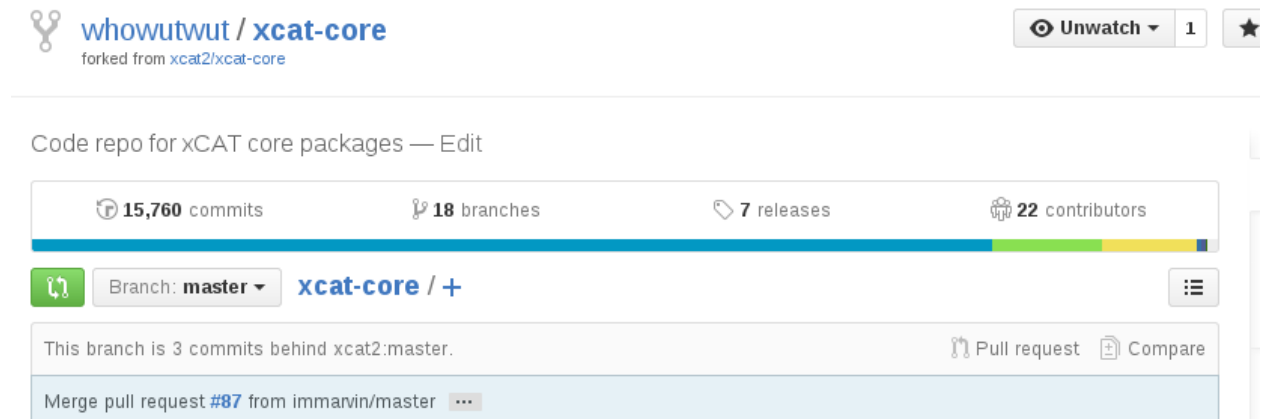 whowutwut / xcat-core
Unwatch 1
forked from xcat2/xcat-core
Code repo for xCAT core packages — Edit
15,760 commits 18 branches 7 releases 22 contributors
Branch: master xcat-core / +
This branch is 3 commits behind xcat2:master. Pull request Compare
Merge pull request #87 from immarvin/master ...